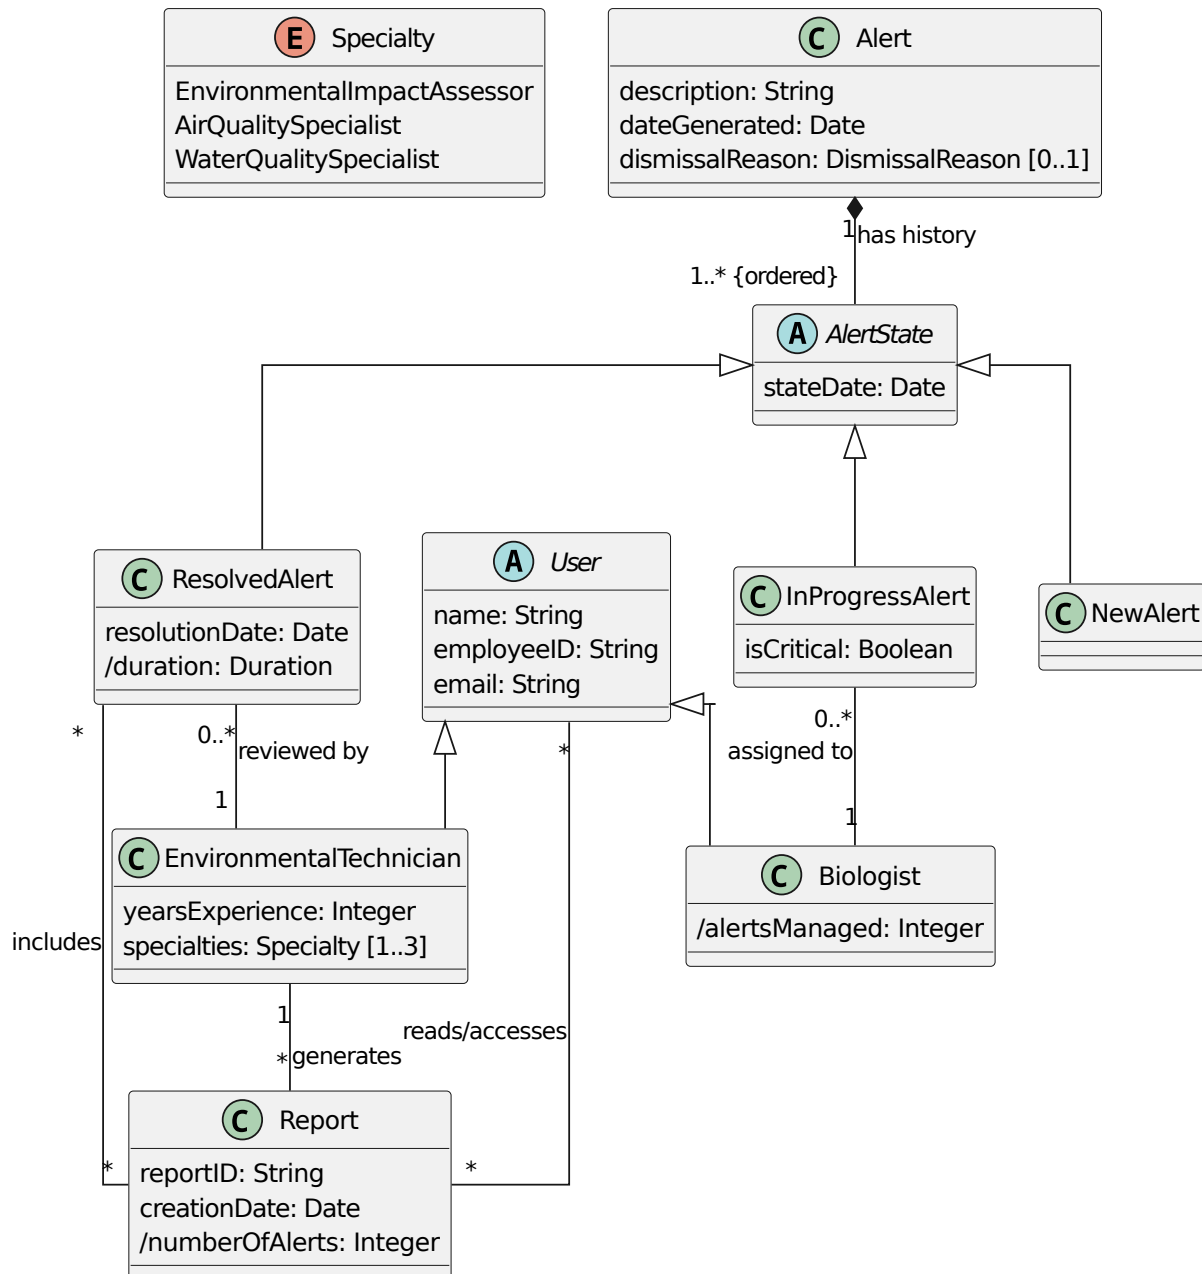 E Specialty
EnvironmentalImpactAssessor
AirQualitySpecialist
WaterQualitySpecialist
C Alert
description: String
dateGenerated: Date
dismissalReason: DismissalReason [0..1]
1
has history
1..* {ordered}
A AlertState
stateDate: Date
C ResolvedAlert
resolutionDate: Date
/duration: Duration
A User
name: String
employeeID: String
email: String
C InProgressAlert
isCritical: Boolean
C NewAlert
*
0..*
reviewed by
1
*
0..*
assigned to
1
C EnvironmentalTechnician
yearsExperience: Integer
specialties: Specialty [1..3]
C Biologist
/alertsManaged: Integer
includes
1
*
generates
reads/accesses
*
*
C Report
reportID: String
creationDate: Date
/numberOfAlerts: Integer